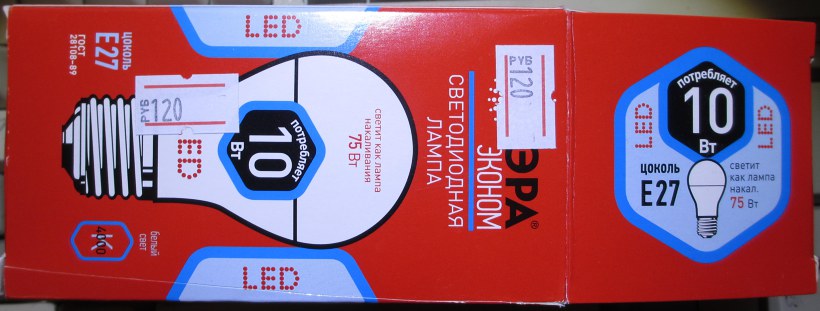 LED
цоколь
E27
ГОСТ
28108-89
РУБ
120
РУБ
120
ЭРА®
ЭКОНОМ
СВЕТОДИОДНАЯ
ЛАМПА
светит как лампа
накаливания
75 Вт
потребляет
10
Вт
LED
4000
K
белый
свет
LED
потребляет
10
Вт
LED
LED
цоколь
E27
светит
как лампа
накал.
75 Вт